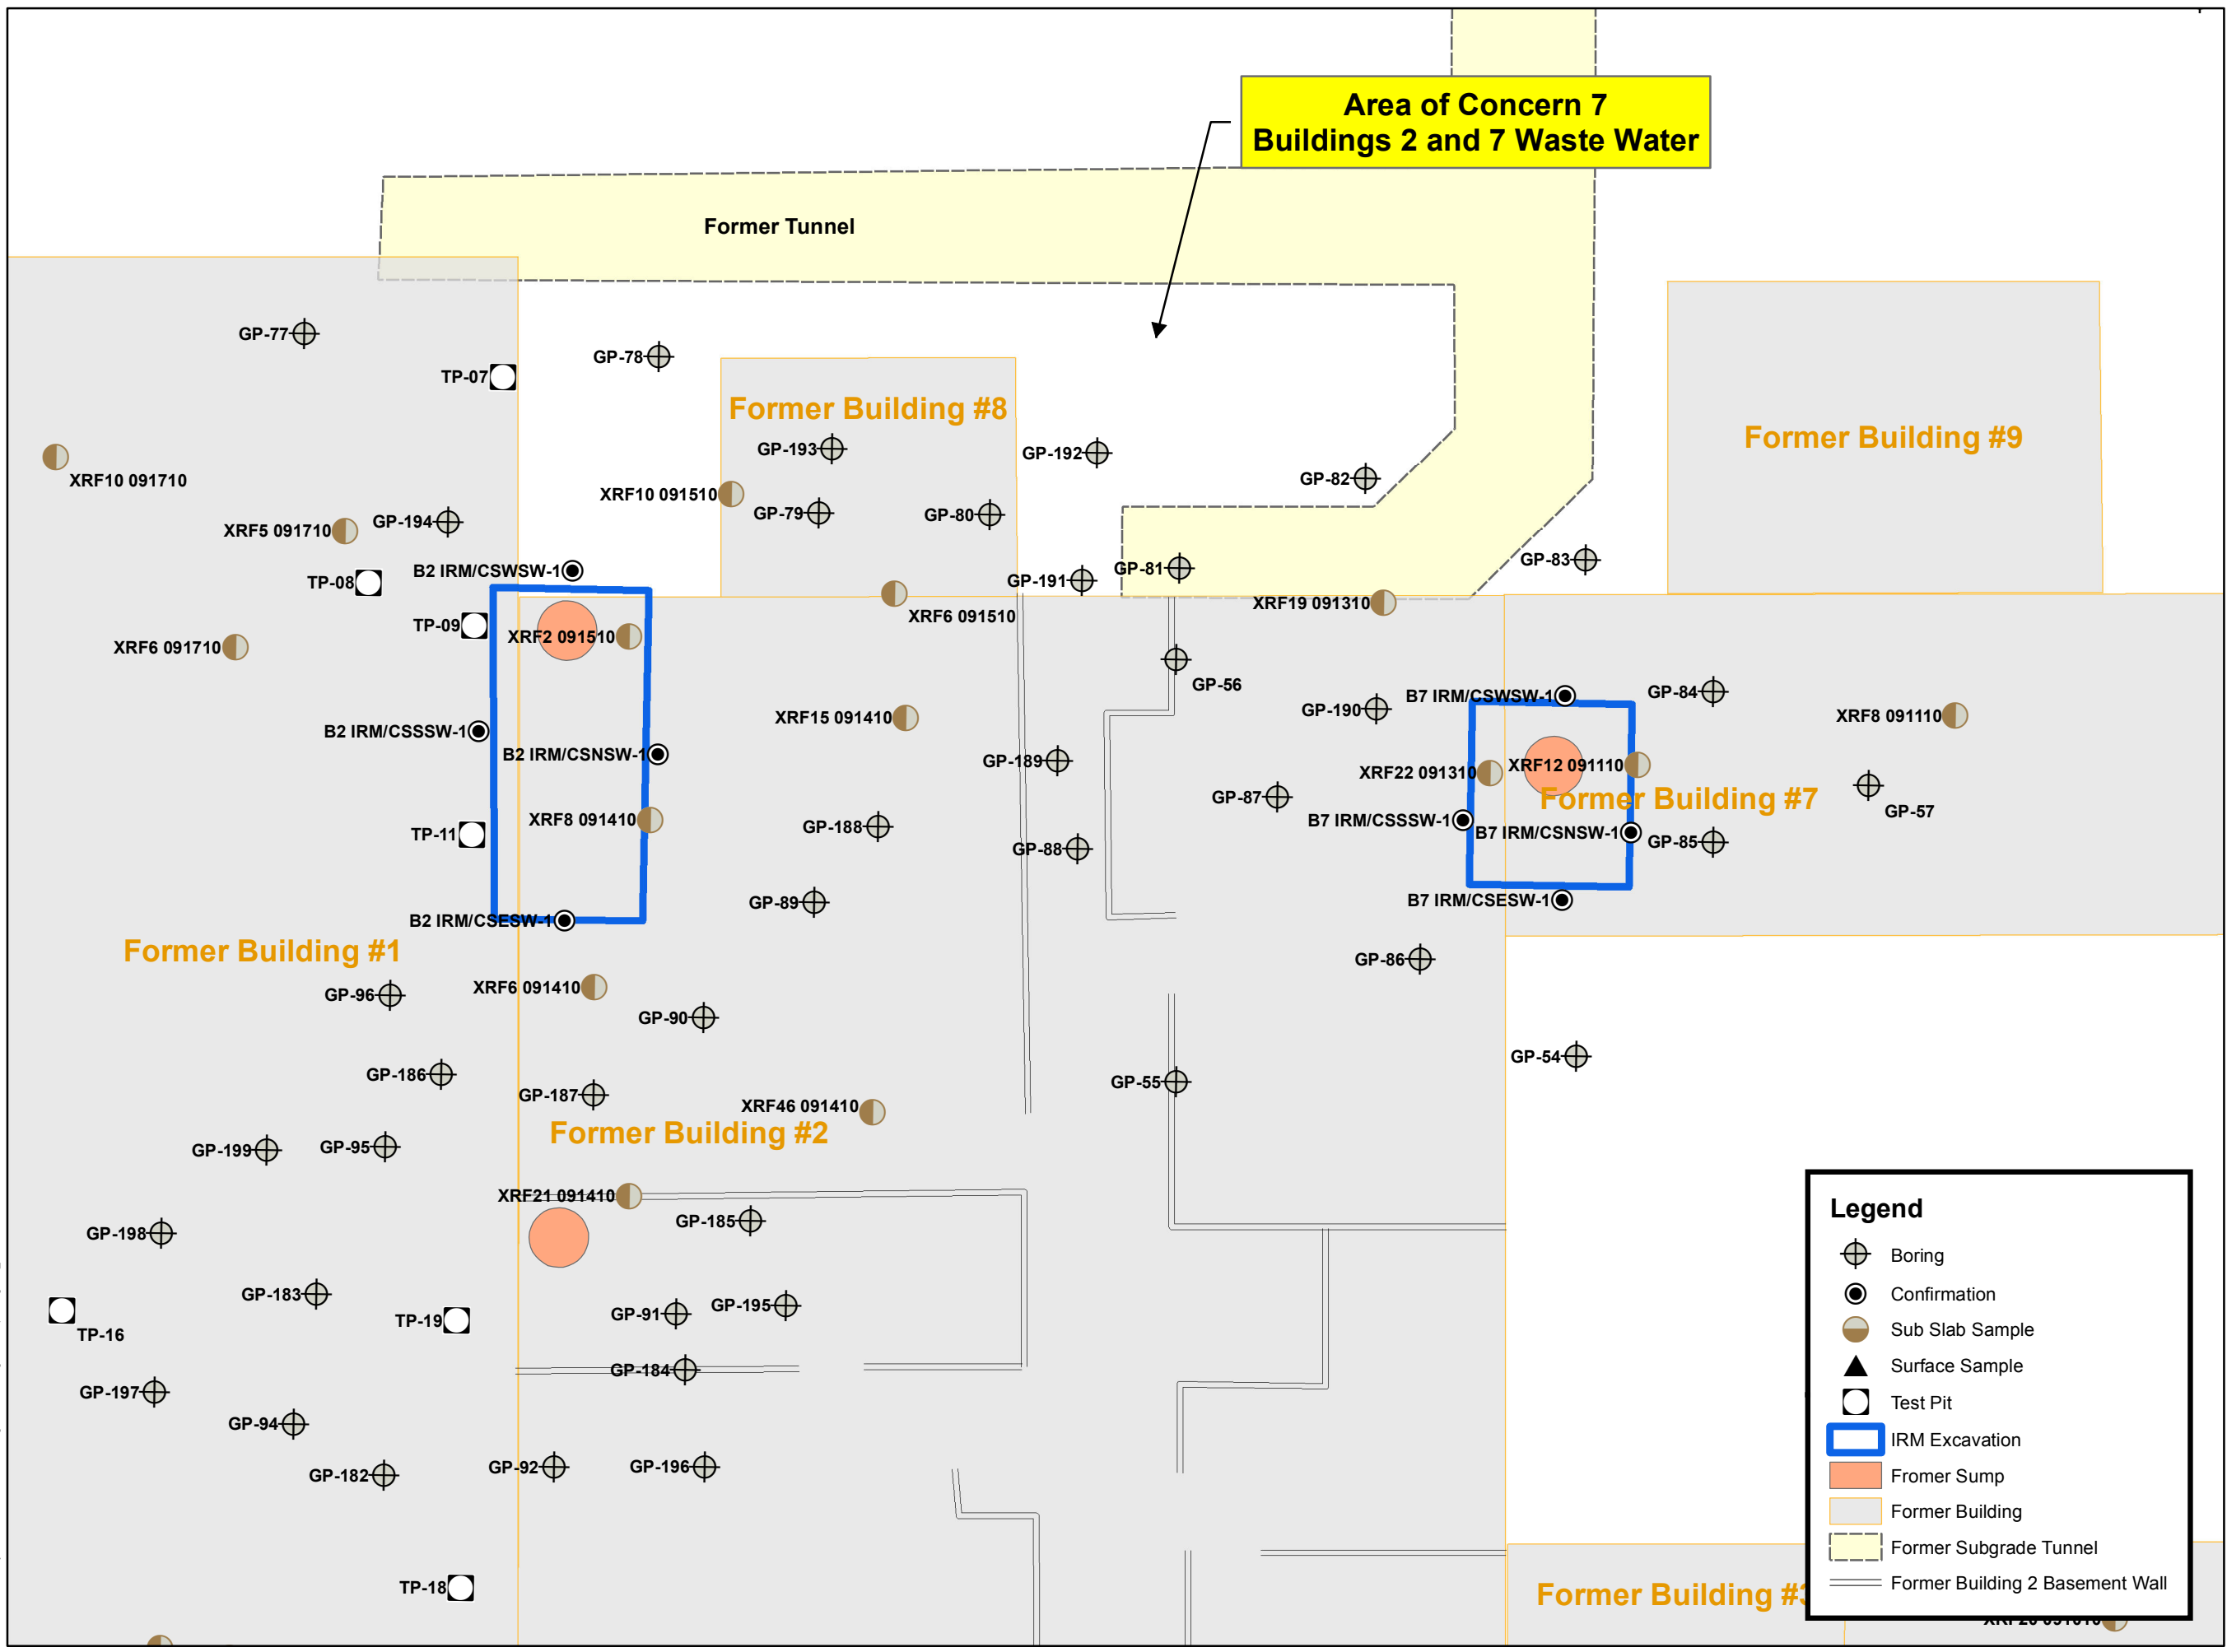 Area of Concern 7
Buildings 2 and 7 Waste Water
Former Tunnel
GP-77
GP-78
TP-07
Former Building #8
Former Building #9
GP-193
GP-192
XRF10 091710
GP-82
XRF10 091510
GP-79
GP-80
XRF5 091710
GP-194
GP-83
B2 IRM/CSWSW-1
GP-81
TP-08
GP-191
XRF19 091310
XRF6 091510
TP-09
XRF2 091510
XRF6 091710
GP-56
B7 IRM/CSWSW-1
GP-84
GP-190
XRF15 091410
XRF8 091110
B2 IRM/CSSSW-1
B2 IRM/CSNSW-1
GP-189
XRF22 091310
XRF12 091110
GP-87
Former Building #7
GP-57
XRF8 091410
GP-188
B7 IRM/CSSSW-1
B7 IRM/CSNSW-1
TP-11
GP-88
GP-85
GP-89
B7 IRM/CSESW-1
B2 IRM/CSESW-1
Former Building #1
GP-86
XRF6 091410
GP-96
GP-90
GP-54
GP-186
GP-55
GP-187
XRF46 091410
Former Building #2
GP-199
GP-95
XRF21 091410
GP-185
GP-198
GP-183
GP-91
GP-195
TP-19
TP-16
GP-184
GP-197
GP-94
GP-182
GP-92
GP-196
TP-18
Former Building #3
Legend
Boring
Confirmation
Sub Slab Sample
Surface Sample
Test Pit
IRM Excavation
Fromer Sump
Former Building
Former Subgrade Tunnel
Former Building 2 Basement Wall